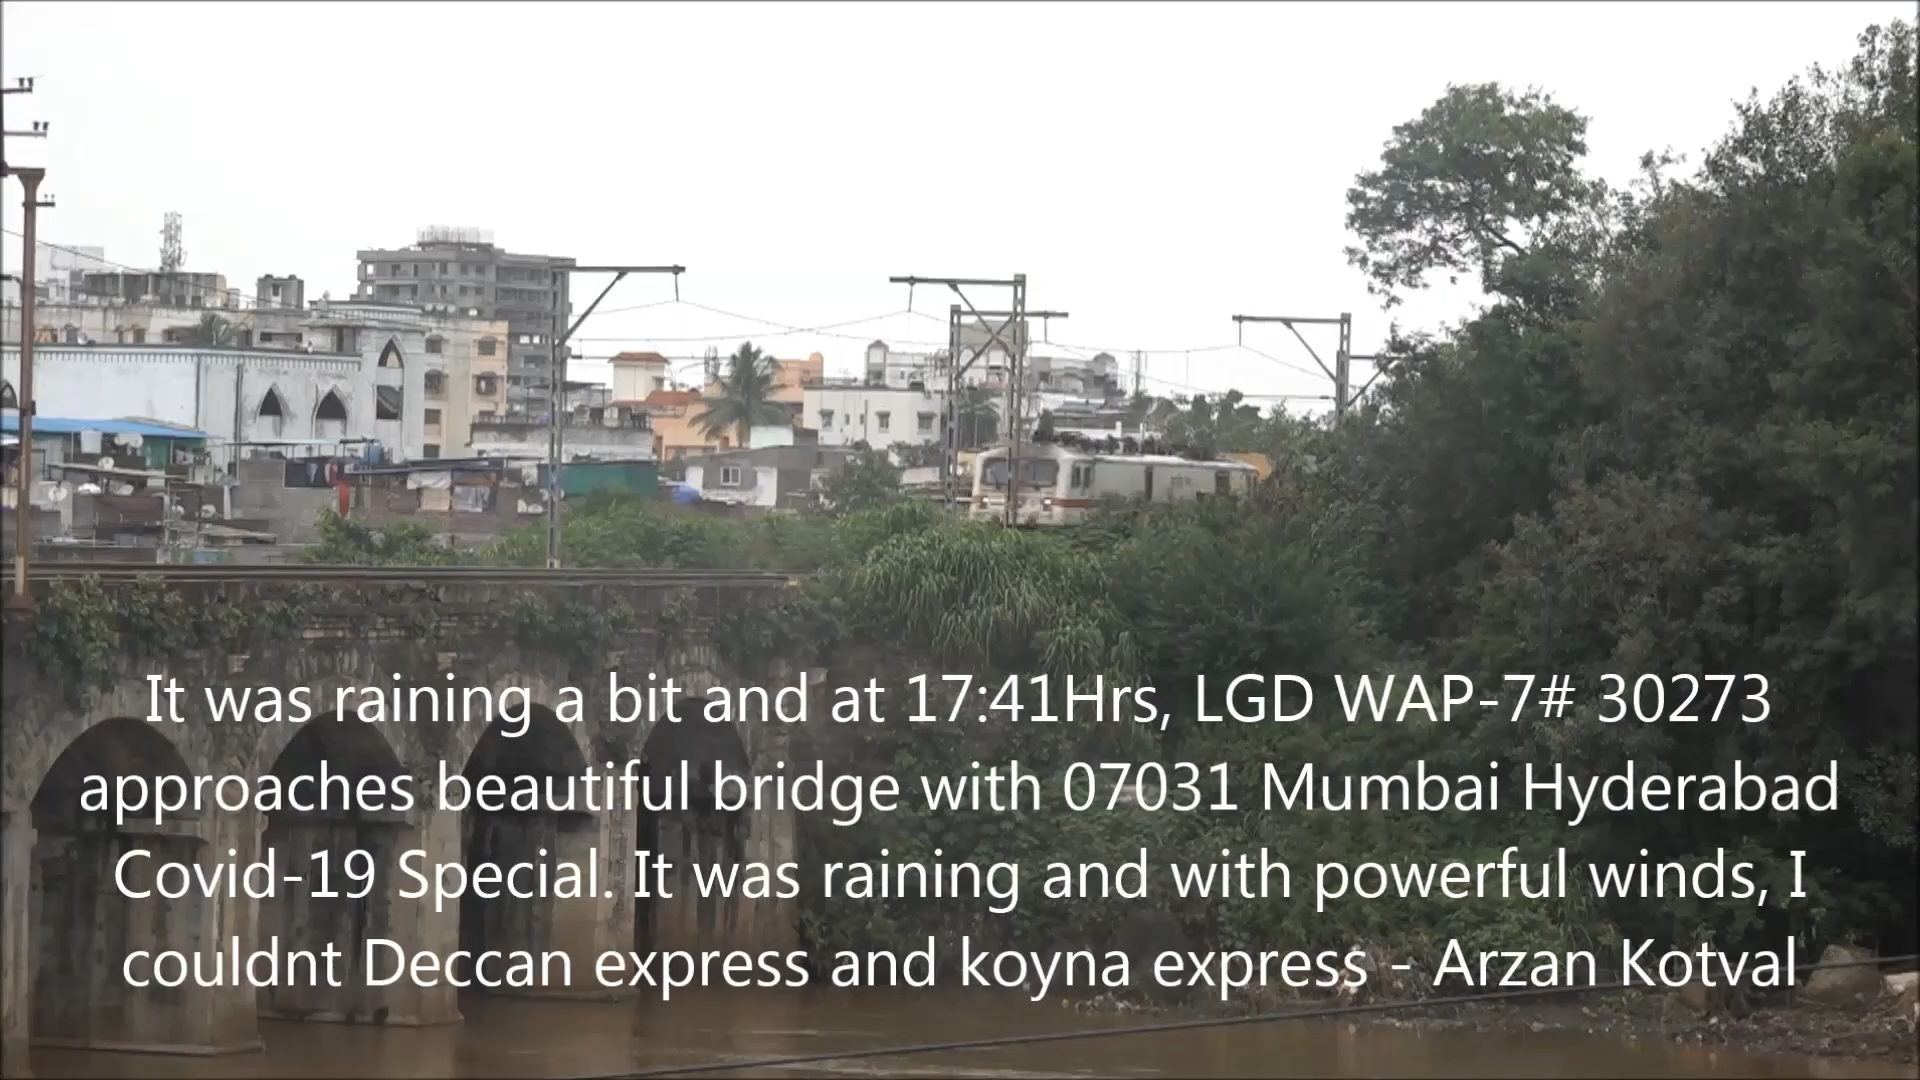 It was raining a bit and at 17:41Hrs, LGD WAP-7# 30273
approaches beautiful bridge with 07031 Mumbai Hyderabad
Covid-19 Special. It was raining and with powerful winds, I
couldnt Deccan express and koyna express - Arzan Kotval